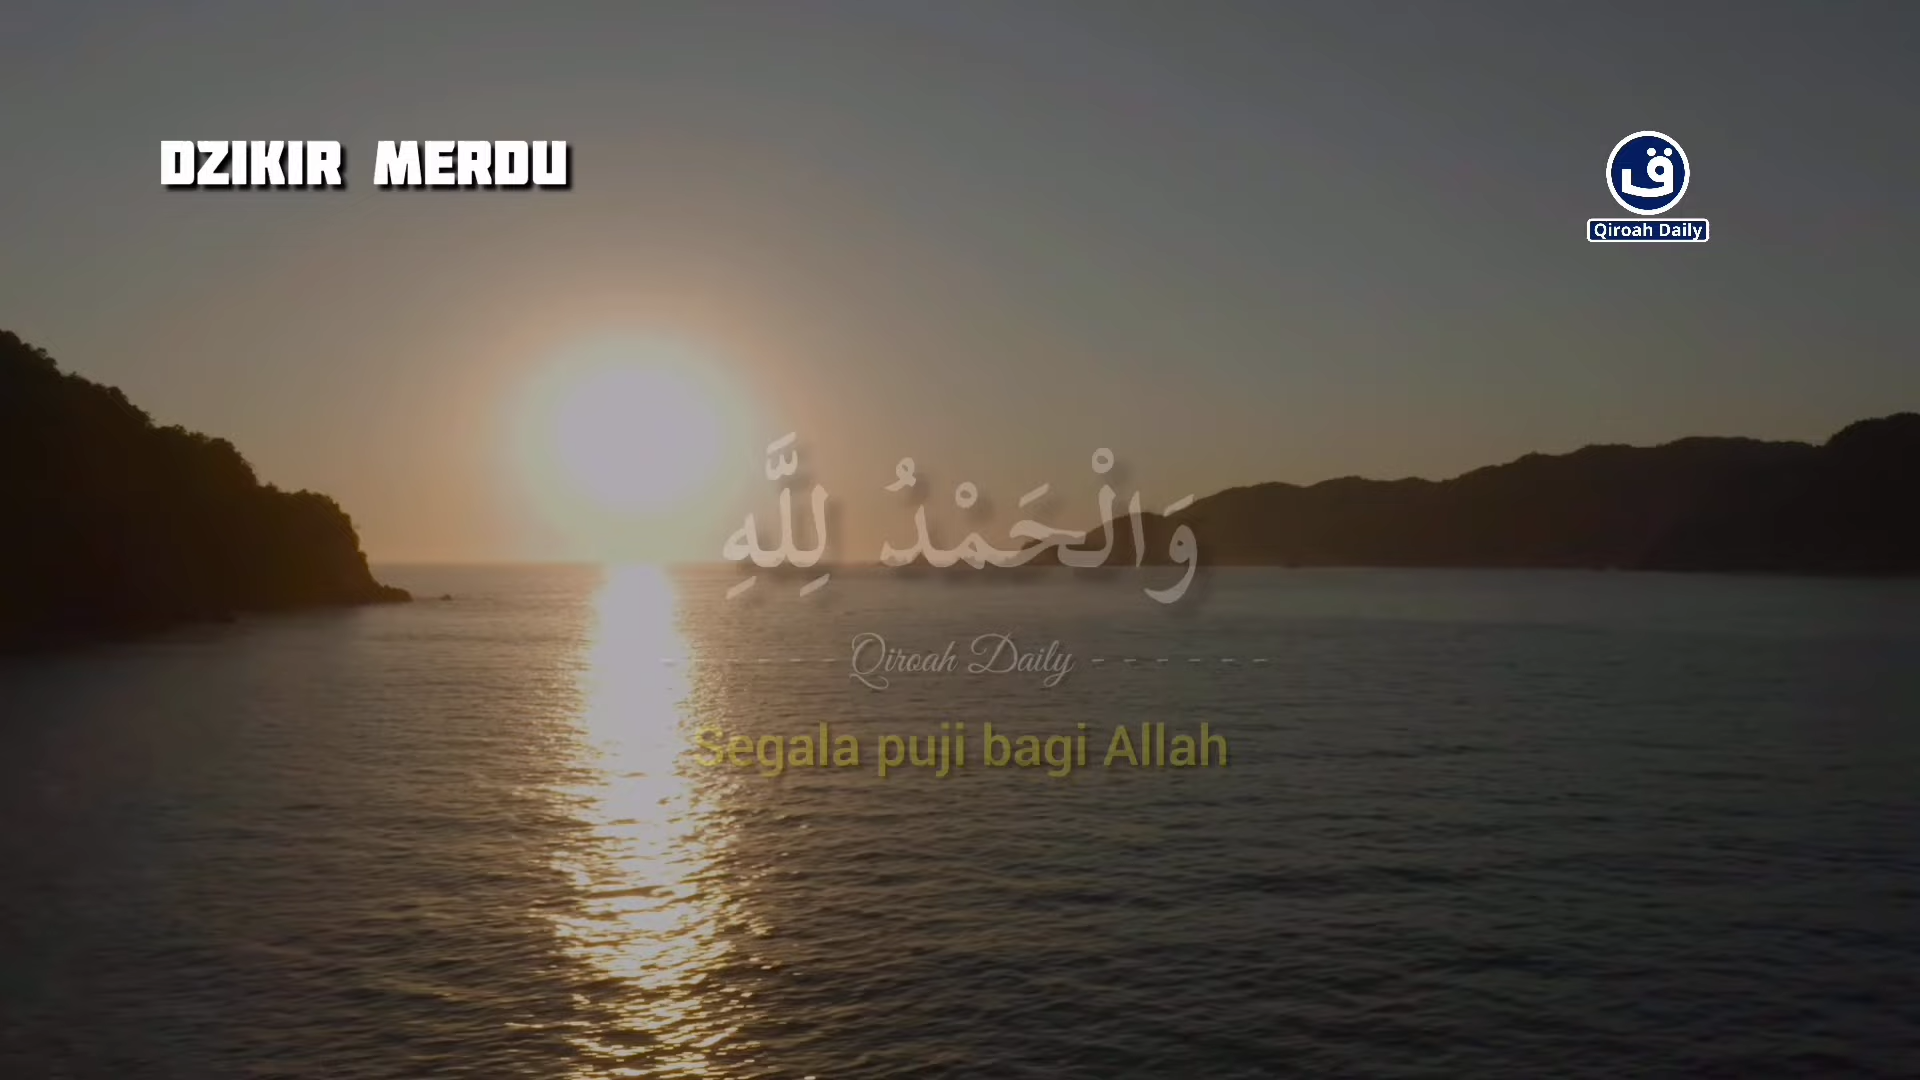 DZIKIR MERDU
ق
Qiroah Daily
وَالْحَمْدُ لِلَّهِ
- - - - - - Qiroah Daily - - - - - -
Segala puji bagi Allah